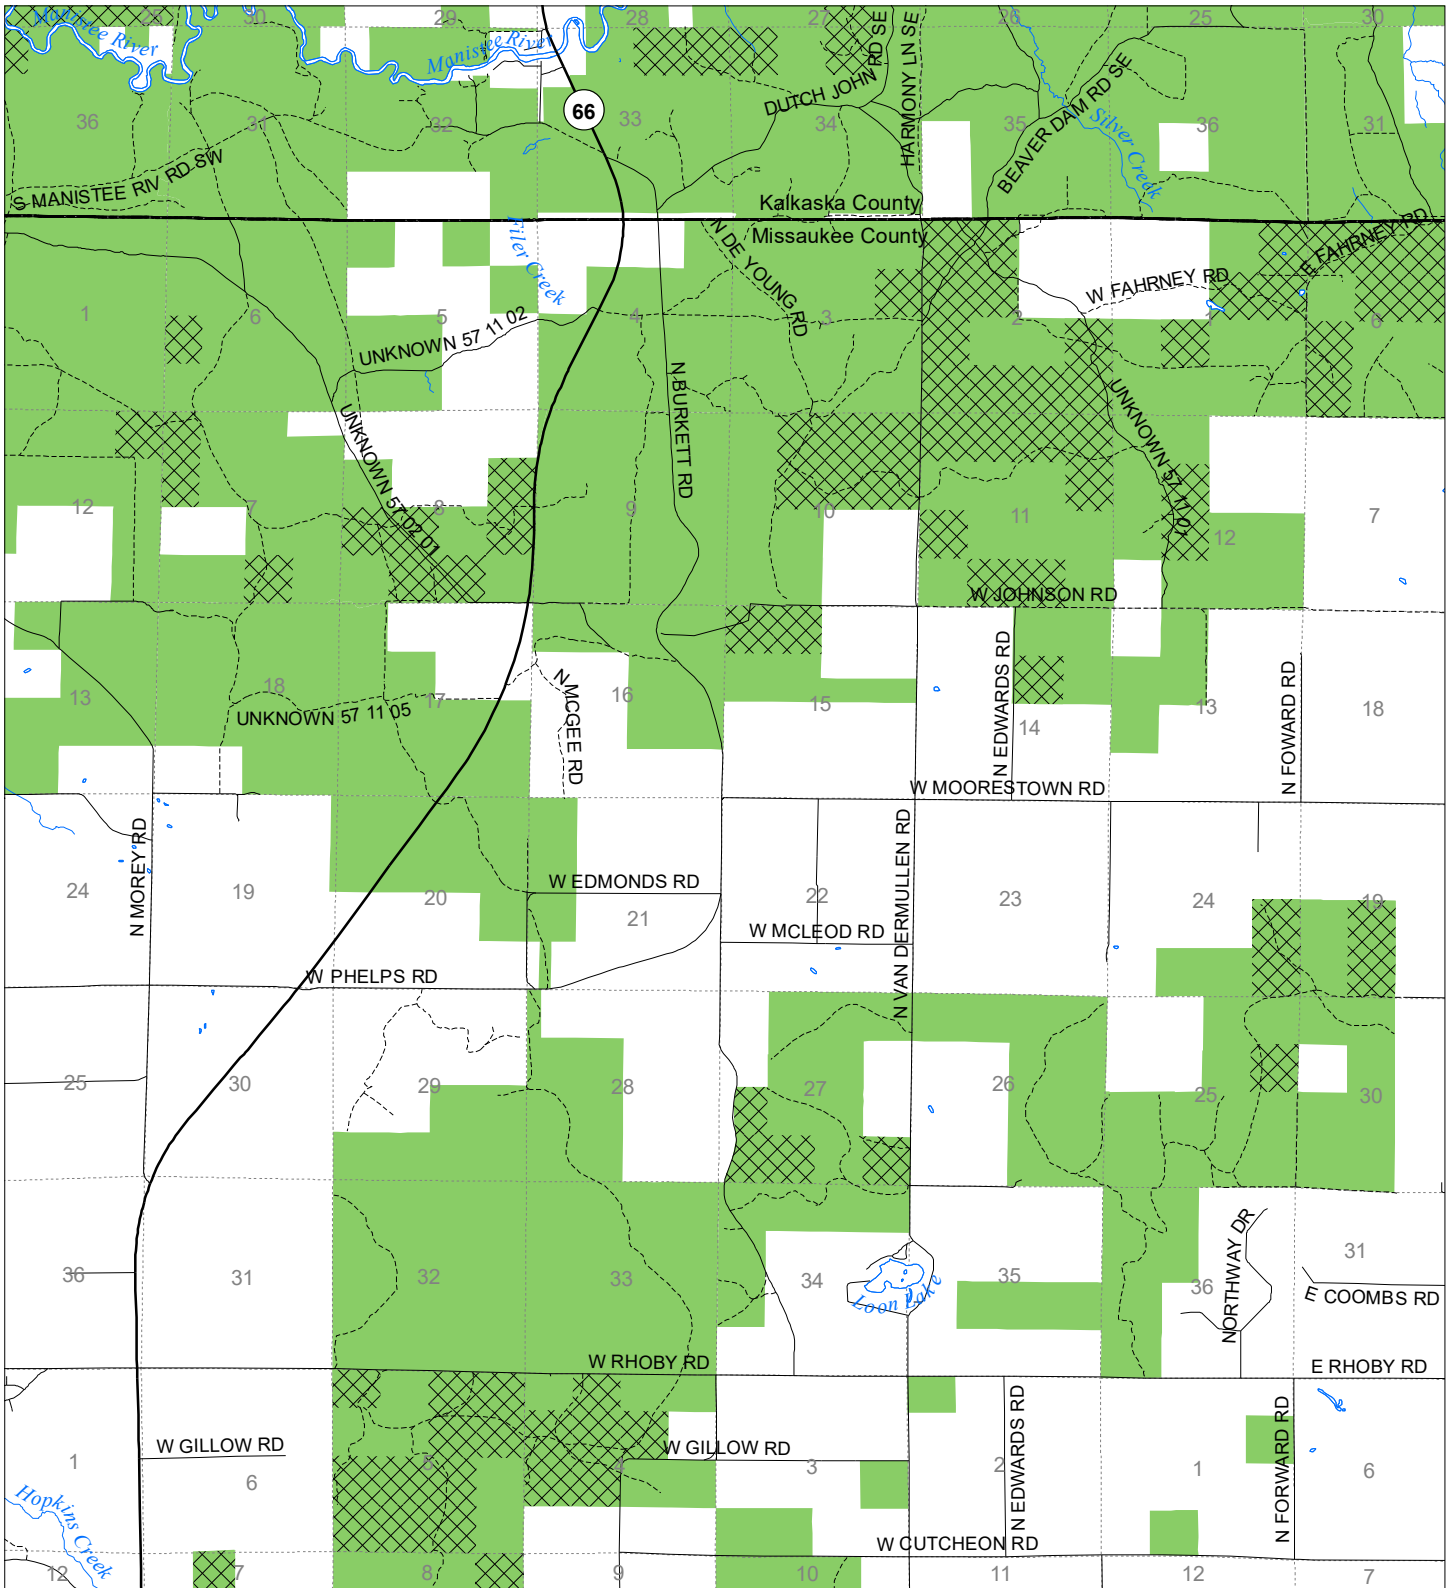 25
30
29
28
27
26
25
30
Manistee River
Manistee River
66
DUTCH JOHN RD SE
HARMONY LN SE
BEAVER DAM RD SE
Silver Creek
36
31
32
33
34
35
36
31
S MANISTEE RIV RD SW
Kalkaska County
Missaukee County
Filer Creek
N DE YOUNG RD
W FAHRNEY RD
E FAHRNEY RD
1
6
5
4
3
2
1
6
UNKNOWN 57 11 02
N BURKETT RD
UNKNOWN 57 02 01
UNKNOWN 57 11 01
12
7
8
9
10
11
12
7
W JOHNSON RD
N EDWARDS RD
N FOWARD RD
N MCGEE RD
13
18
17
16
15
14
13
18
UNKNOWN 57 11 05
W MOORESTOWN RD
N MOREY RD
N VAN DERMULLEN RD
W EDMONDS RD
24
19
20
21
22
23
24
19
W MCLEOD RD
W PHELPS RD
25
30
29
28
27
26
25
30
36
31
32
33
34
35
36
31
NORTHWAY DR
Loon Lake
E COOMBS RD
W RHOBY RD
E RHOBY RD
W GILLOW RD
W GILLOW RD
N EDWARDS RD
N FORWARD RD
1
6
5
4
3
2
1
6
Hopkins Creek
W CUTCHEON RD
12
7
8
9
10
11
12
7